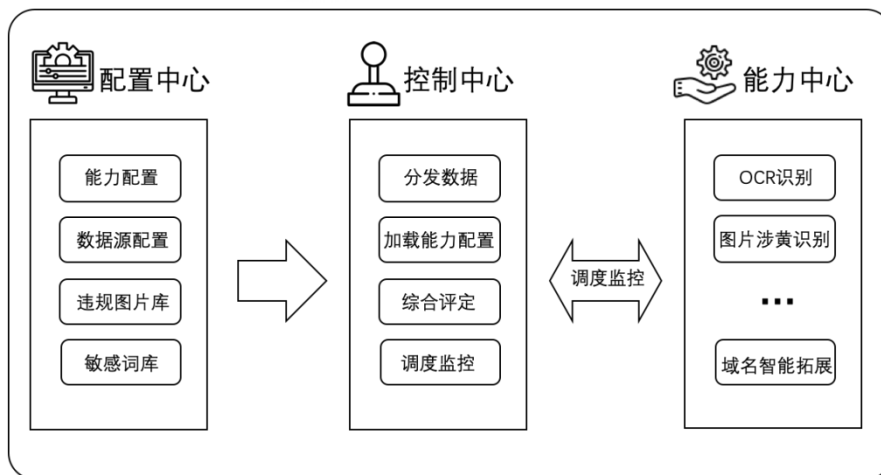 配置中心
能力配置
数据源配置
违规图片库
敏感词库
控制中心
分发数据
加载能力配置
综合评定
调度监控
调度监控
能力中心
OCR识别
图片涉黄识别
...
域名智能拓展